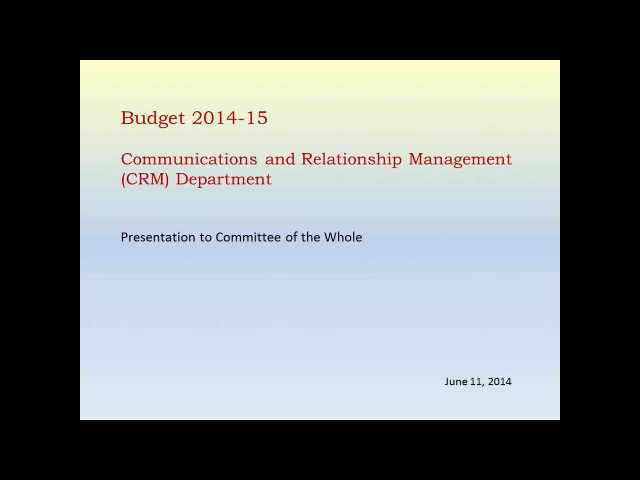 Budget 2014-15
Communications and Relationship Management
(CRM) Department
Presentation to Committee of the Whole
June 11, 2014